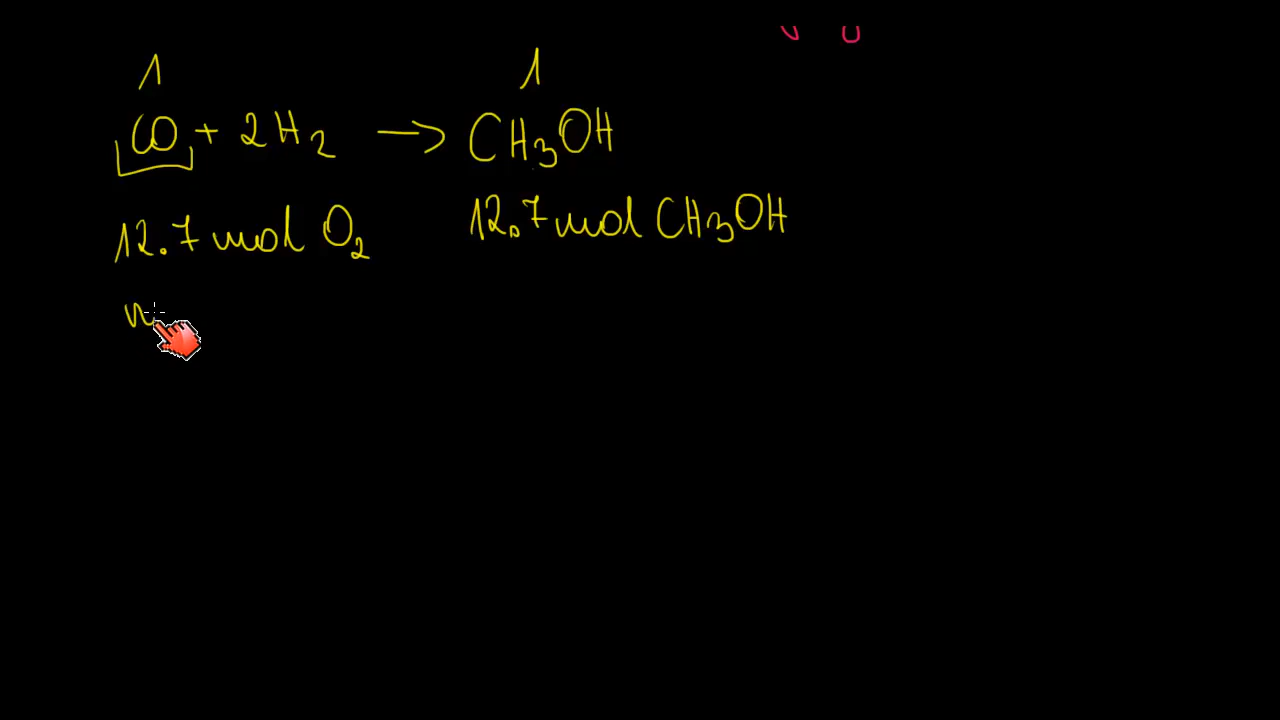 1 1
CO + 2H2 → CH3OH
12.7 mol O2 12.7 mol CH3OH